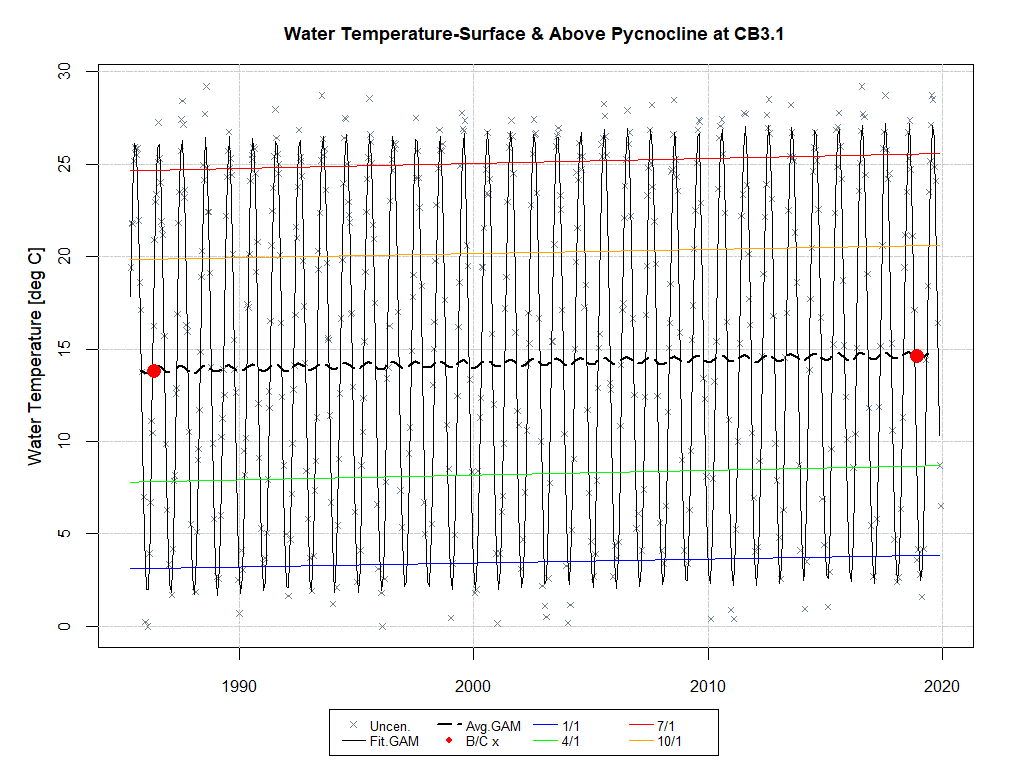 Water Temperature-Surface & Above Pycnocline at CB3.1
Water Temperature [deg C]
30
25
20
15
10
5
0
1990 2000 2010 2020
Uncen. Avg.GAM 1/1 7/1
Fit.GAM B/C x 4/1 10/1